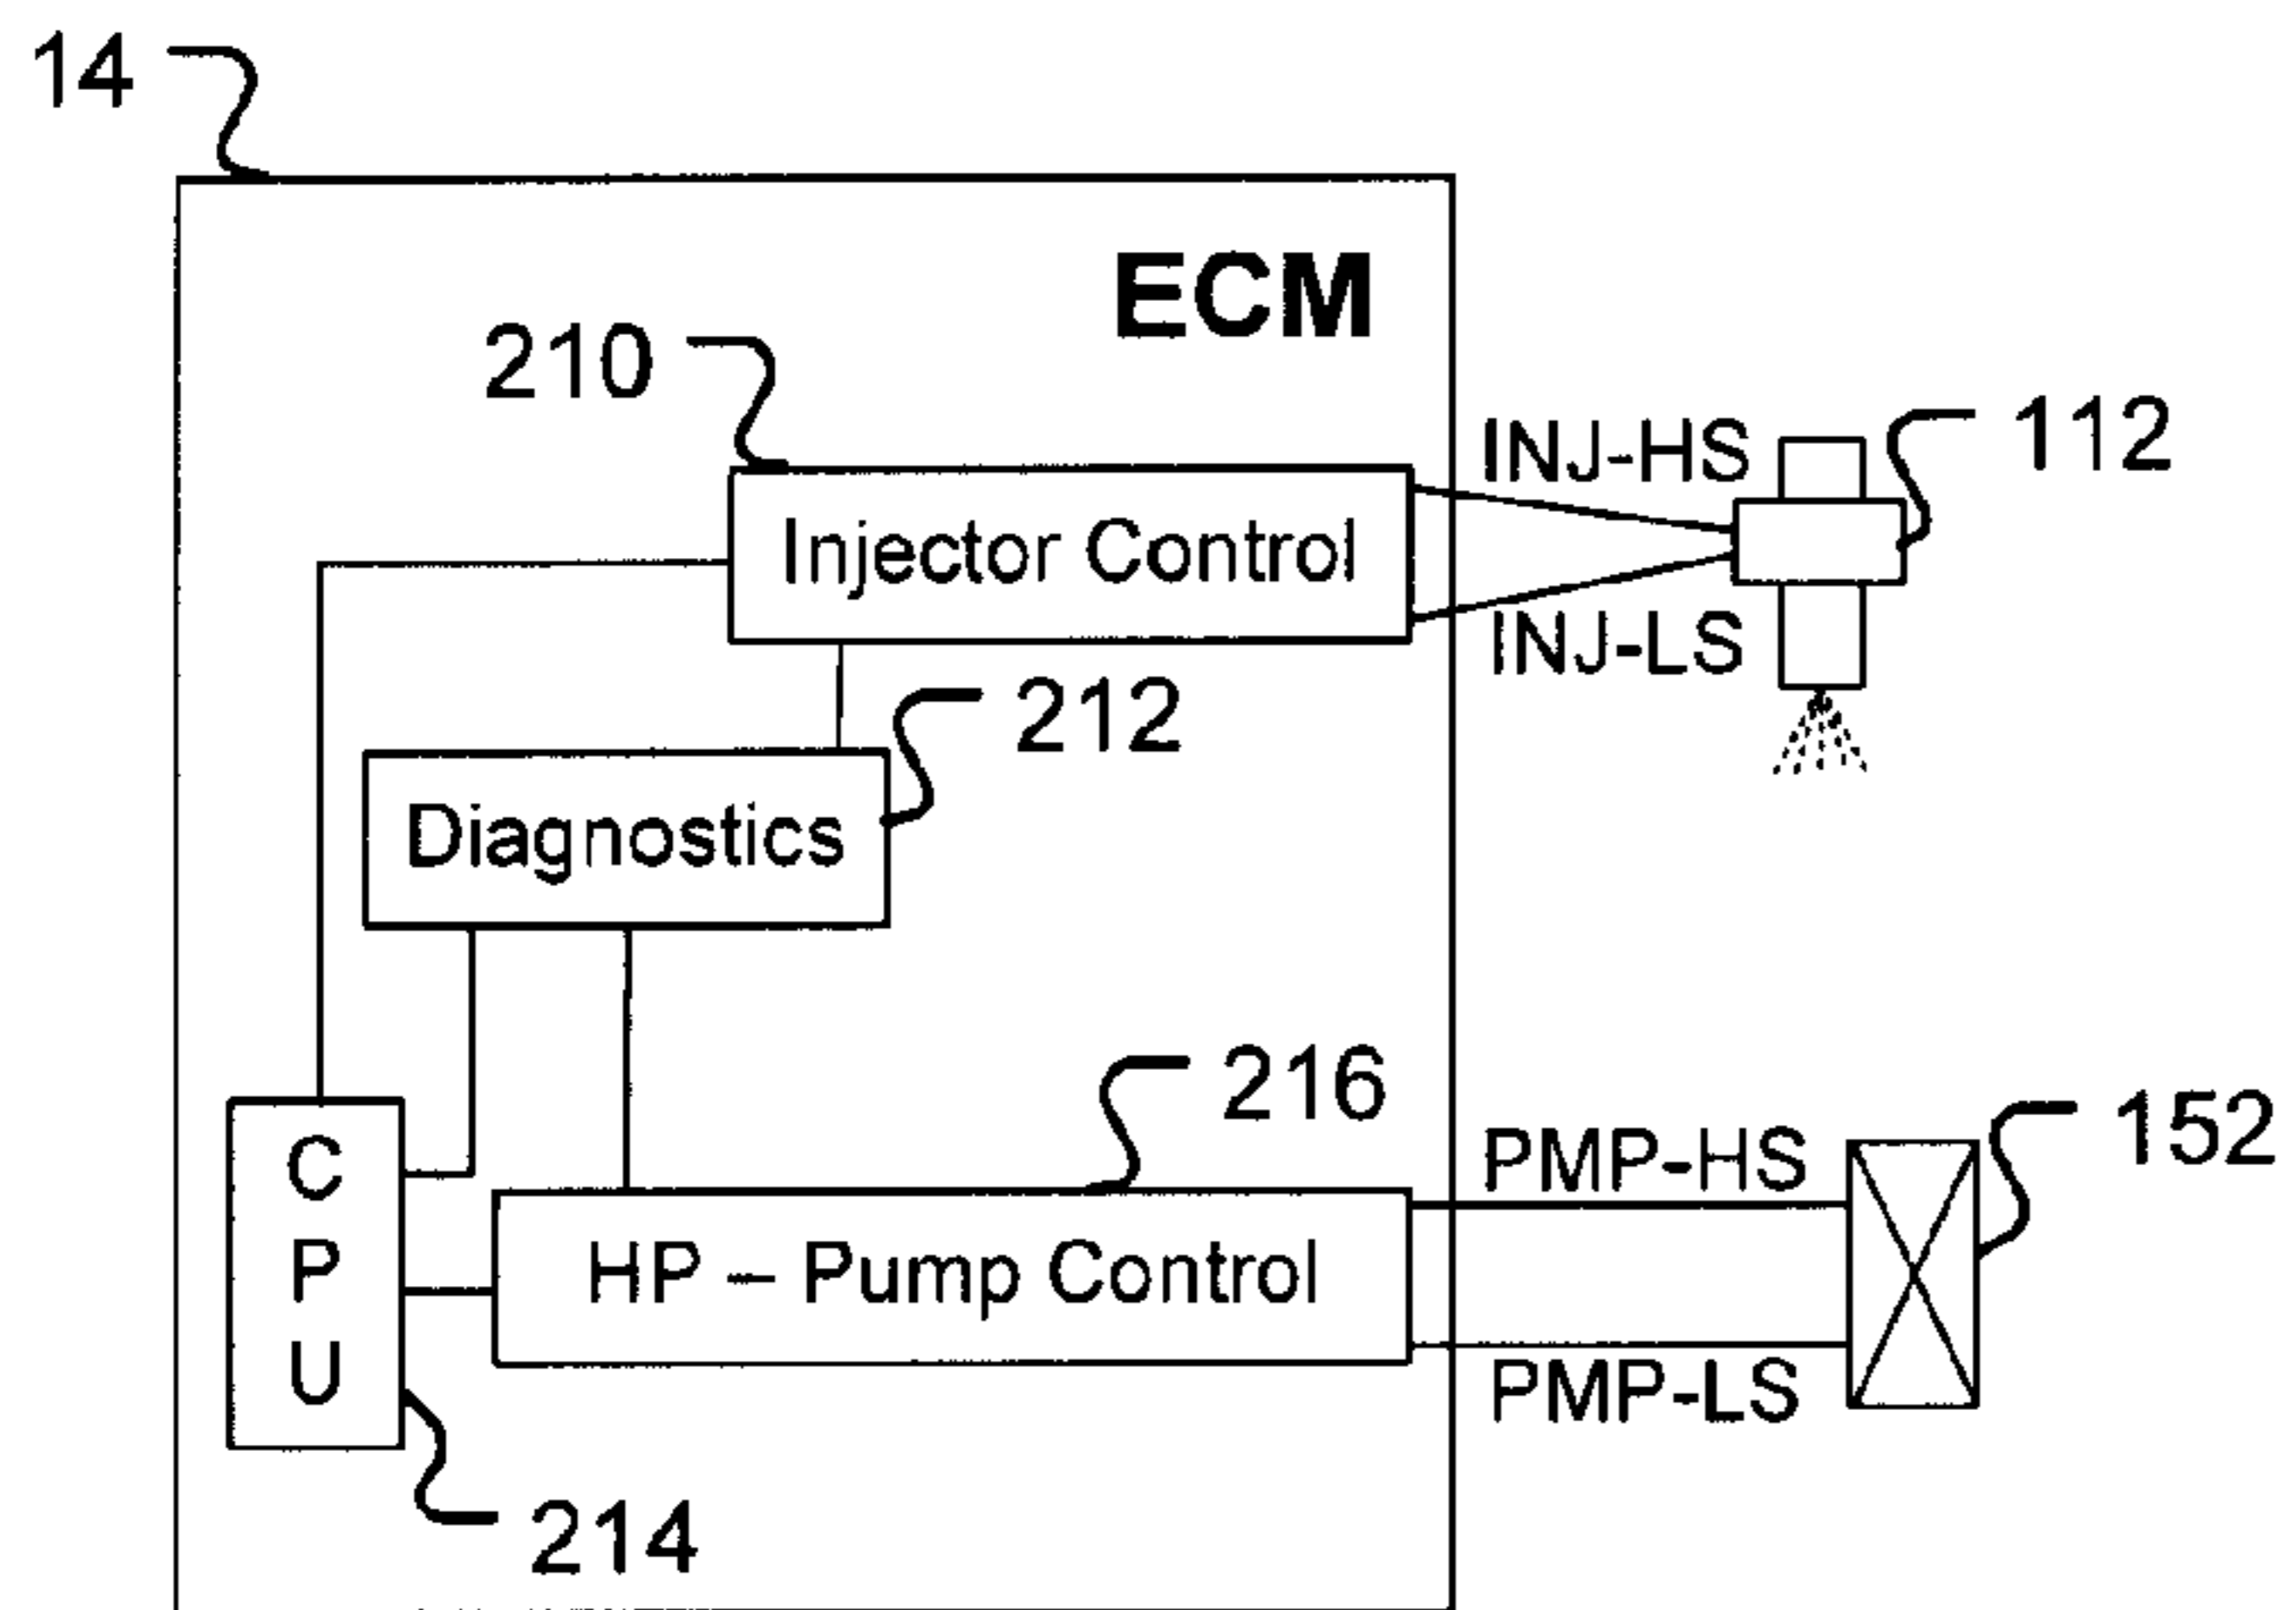 14
ECM
210
INJ-HS
112
Injector Control
INJ-LS
212
Diagnostics
216
152
PMP-HS
C
P
U
HP – Pump Control
PMP-LS
214